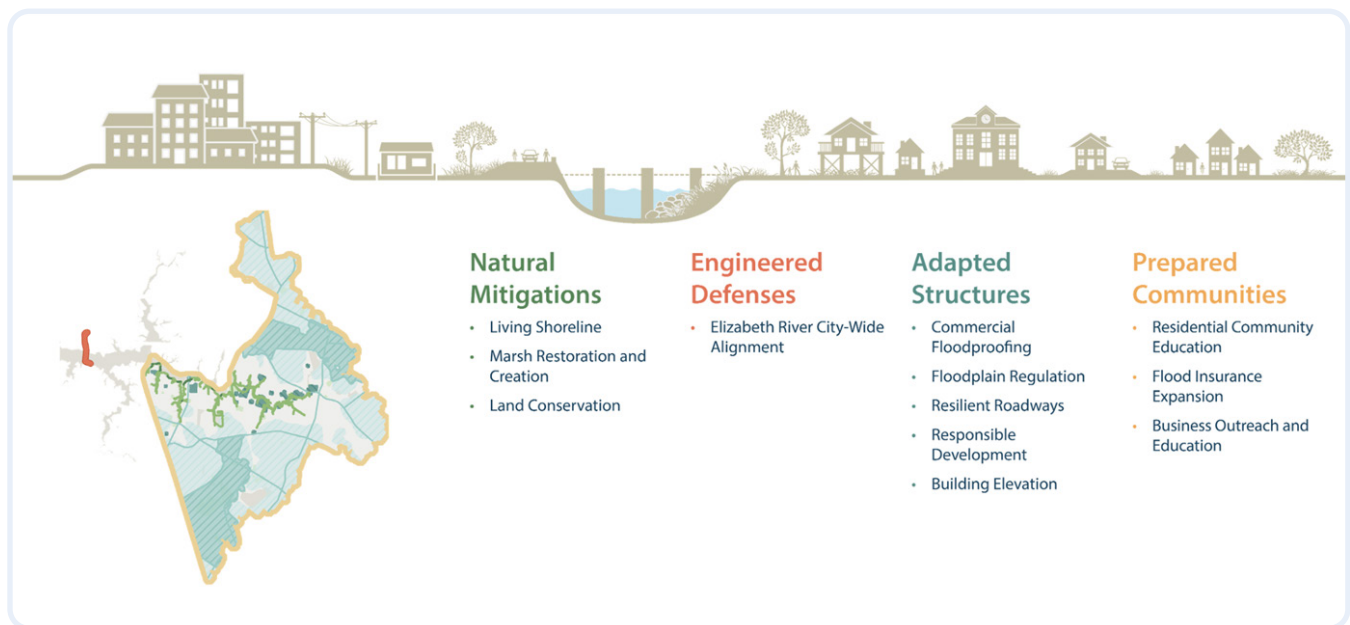 Natural
Mitigations
• Living Shoreline
• Marsh Restoration and
Creation
• Land Conservation
Engineered
Defenses
• Elizabeth River City-Wide
Alignment
Adapted
Structures
• Commercial
Floodproofing
• Floodplain Regulation
• Resilient Roadways
• Responsible
Development
• Building Elevation
Prepared
Communities
• Residential Community
Education
• Flood Insurance
Expansion
• Business Outreach and
Education